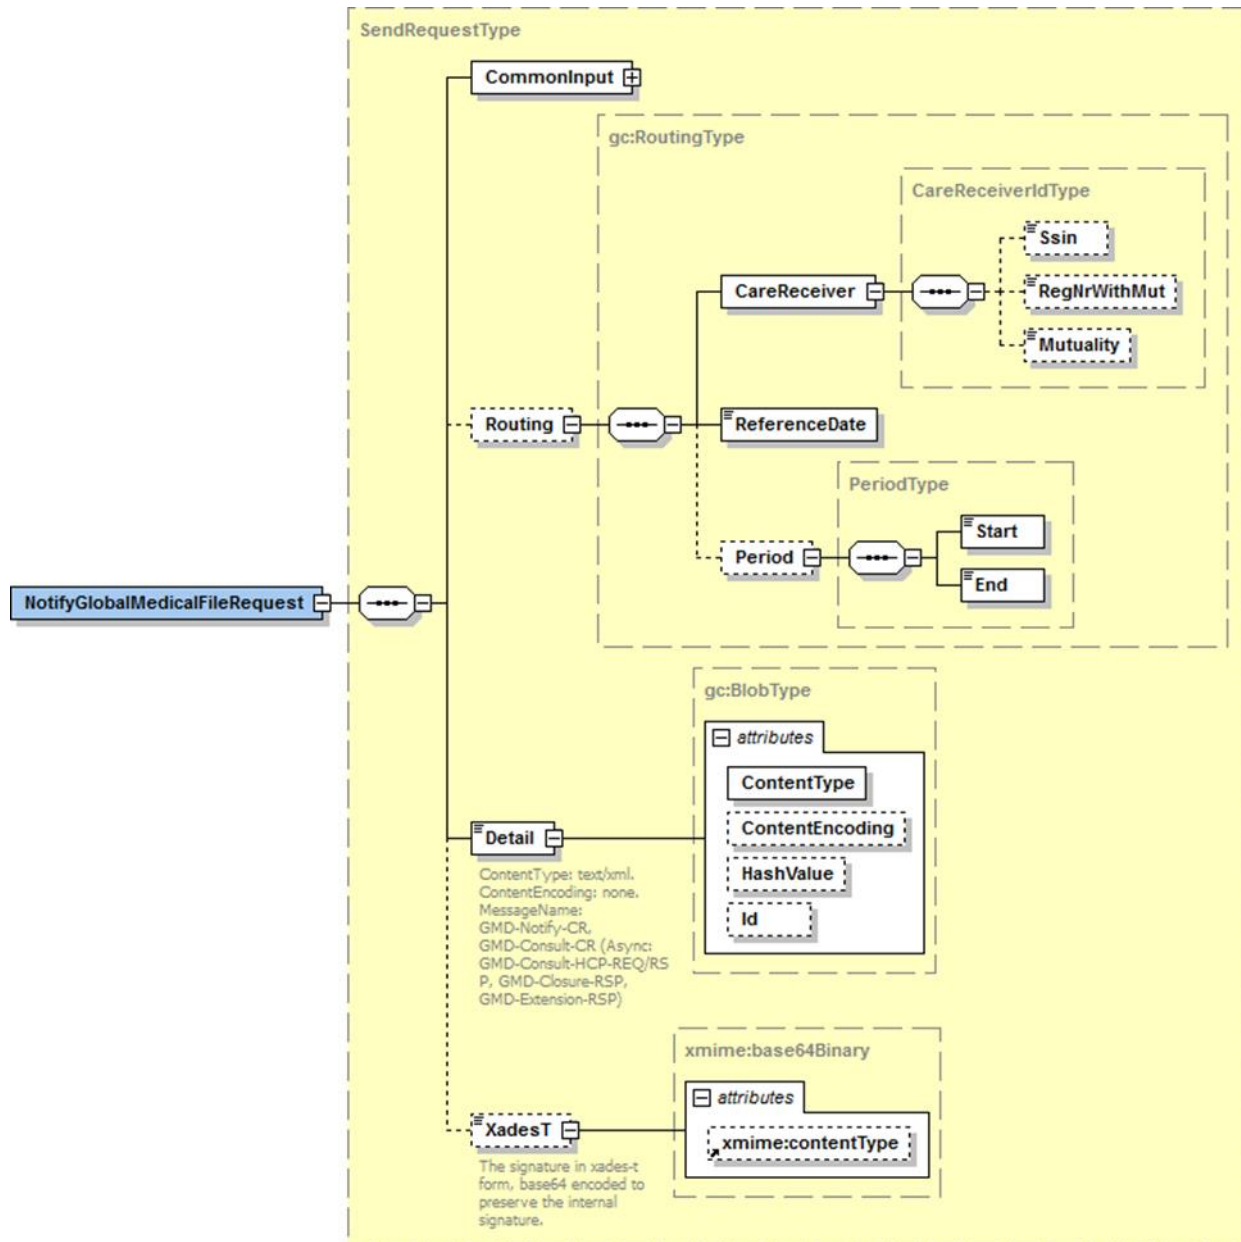 SendRequestType
CommonInput
gc:RoutingType
CareReceiverIdType
Ssin
CareReceiver
RegNrWithMut
Mutuality
Routing
ReferenceDate
PeriodType
Start
Period
End
NotifyGlobalMedicalFileRequest
gc:BlobType
attributes
ContentType
ContentEncoding
Detail
HashValue
Id
ContentType: text/xml.
ContentEncoding: none.
MessageName:
GMD-Notify-CR,
GMD-Consult-CR (Async:
GMD-Consult-HCP-REQ/RS
P, GMD-Closure-RSP,
GMD-Extension-RSP)
xmime:base64Binary
attributes
XadesT
xmime:contentType
The signature in xades-t
form, base64 encoded to
preserve the internal
signature.